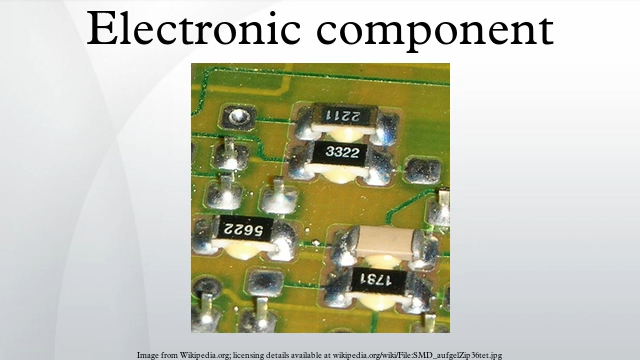 Electronic component
2211
3322
5622
1781
Image from Wikipedia.org; licensing details available at wikipedia.org/wiki/File:SMD_aufgelZip36tet.jpg